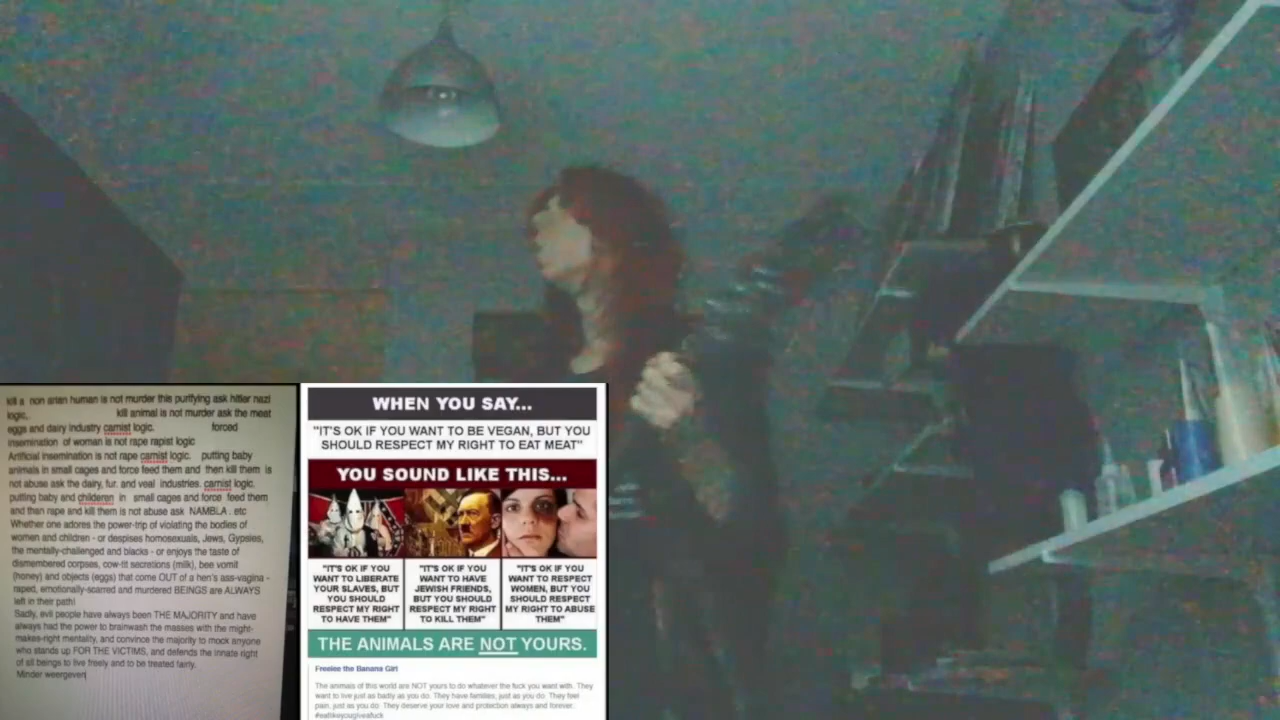 kill a non arian human is not murder this purifying ask hitler nazi
logic, kill animal is not murder ask the meat
eggs and dairy industry carnist logic. forced
insemination of woman is not rape rapist logic
Artificial insemination is not rape carnist logic. putting baby
animals in small cages and force feed them and then kill them is
not abuse ask the dairy, fur. and veal industries. carnist logic.
putting baby and childeren in small cages and force feed them
and than rape and kill them is not abuse ask NAMBLA . etc
Whether one adores the power-trip of violating the bodies of
women and children - or despises homosexuals, Jews, Gypsies,
the mentally-challenged and blacks - or enjoys the taste of
dismembered corpses, cow-tit secretions (milk), bee vomit
(honey) and objects (eggs) that come OUT of a hen's ass-vagina -
raped, emotionally-scarred and murdered BEINGS are ALWAYS
left in their path!
Sadly, evil people have always been THE MAJORITY and have
always had the power to brainwash the masses with the might-
makes-right mentality, and convince the majority to mock anyone
who stands up FOR THE VICTIMS, and defends the innate right
of all beings to live freely and to be treated fairly.
Minder weergeven
WHEN YOU SAY...
"IT'S OK IF YOU WANT TO BE VEGAN, BUT YOU
SHOULD RESPECT MY RIGHT TO EAT MEAT"
YOU SOUND LIKE THIS...
"IT'S OK IF YOU
WANT TO LIBERATE
YOUR SLAVES, BUT
YOU SHOULD
RESPECT MY RIGHT
TO HAVE THEM"
"IT'S OK IF YOU
WANT TO HAVE
JEWISH FRIENDS,
BUT YOU SHOULD
RESPECT MY RIGHT
TO KILL THEM"
"IT'S OK IF YOU
WANT TO RESPECT
WOMEN, BUT YOU
SHOULD RESPECT
MY RIGHT TO ABUSE
THEM"
THE ANIMALS ARE NOT YOURS.
Freelee the Banana Girl
The animals of this world are NOT yours to do whatever the fuck you want with. They
want to live just as badly as you do. They have families, just as you do. They feel
pain, just as you do. They deserve your love and protection always and forever.
#eatlikeyougiveafuck